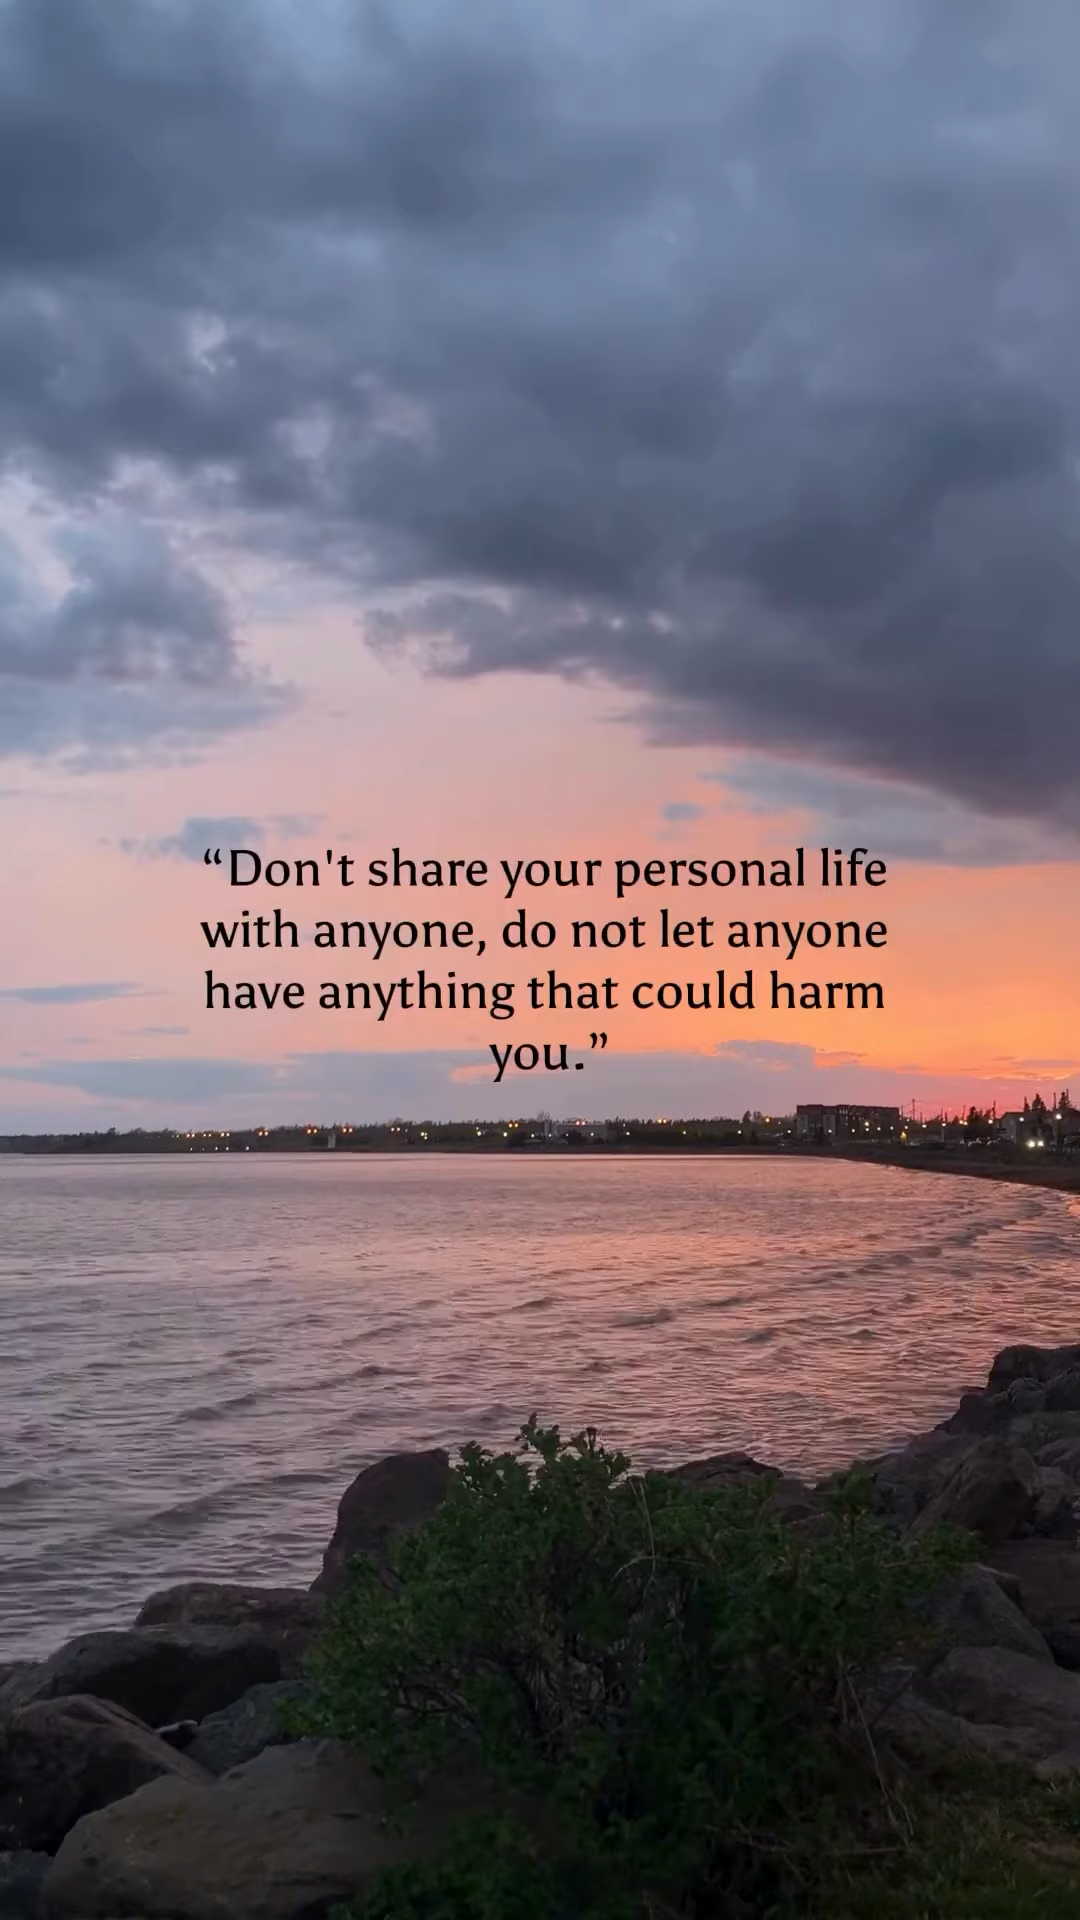 “Don't share your personal life
with anyone, do not let anyone
have anything that could harm
you.”